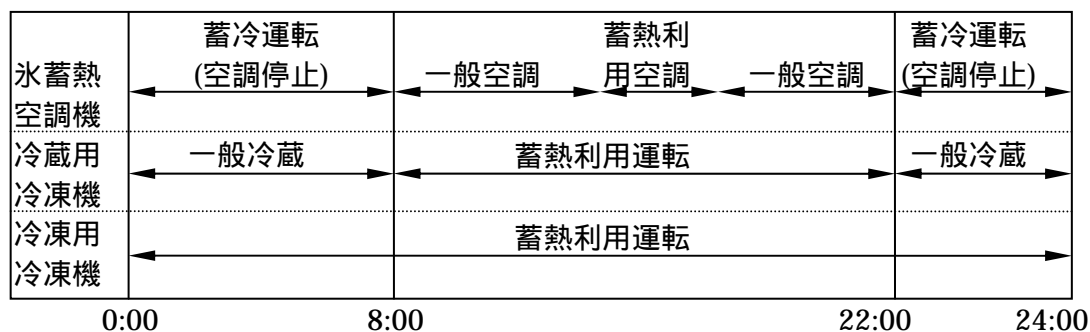 蓄冷運転 蓄熱利 蓄冷運転
氷蓄熱 (空調停止) 一般空調 用空調 一般空調 (空調停止)
空調機
冷蔵用 一般冷蔵 蓄熱利用運転 一般冷蔵
冷凍機
冷凍用 蓄熱利用運転
冷凍機
0:00 8:00 22:00 24:00